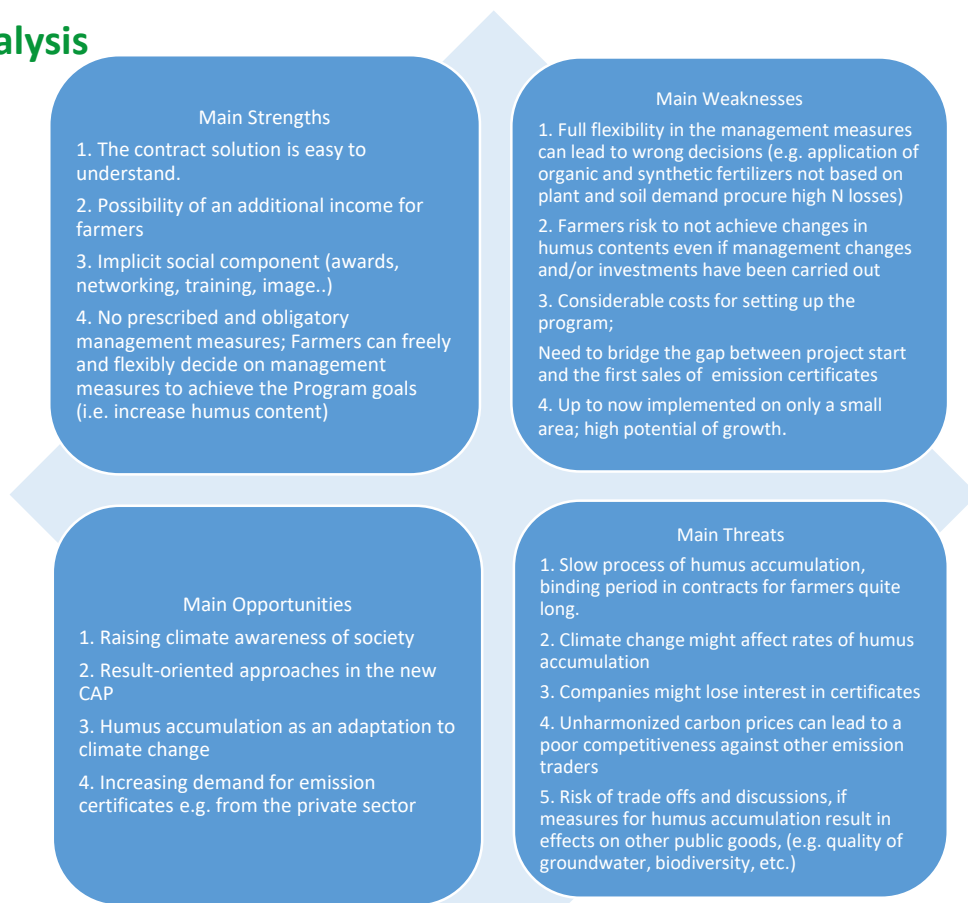 alysis
Main Strengths
1. The contract solution is easy to
understand.
2. Possibility of an additional income for
farmers
3. Implicit social component (awards,
networking, training, image..)
4. No prescribed and obligatory
management measures; Farmers can freely
and flexibly decide on management
measures to achieve the Program goals
(i.e. increase humus content)
Main Weaknesses
1. Full flexibility in the management measures
can lead to wrong decisions (e.g. application of
organic and synthetic fertilizers not based on
plant and soil demand procure high N losses)
2. Farmers risk to not achieve changes in
humus contents even if management changes
and/or investments have been carried out
3. Considerable costs for setting up the
program;
Need to bridge the gap between project start
and the first sales of  emission certificates
4. Up to now implemented on only a small
area; high potential of growth.
Main Opportunities
1. Raising climate awareness of society
2. Result-oriented approaches in the new
CAP
3. Humus accumulation as an adaptation to
climate change
4. Increasing demand for emission
certificates e.g. from the private sector
Main Threats
1. Slow process of humus accumulation,
binding period in contracts for farmers quite
long.
2. Climate change might affect rates of humus
accumulation
3. Companies might lose interest in certificates
4. Unharmonized carbon prices can lead to a
poor competitiveness against other emission
traders
5. Risk of trade offs and discussions, if
measures for humus accumulation result in
effects on other public goods, (e.g. quality of
groundwater, biodiversity, etc.)